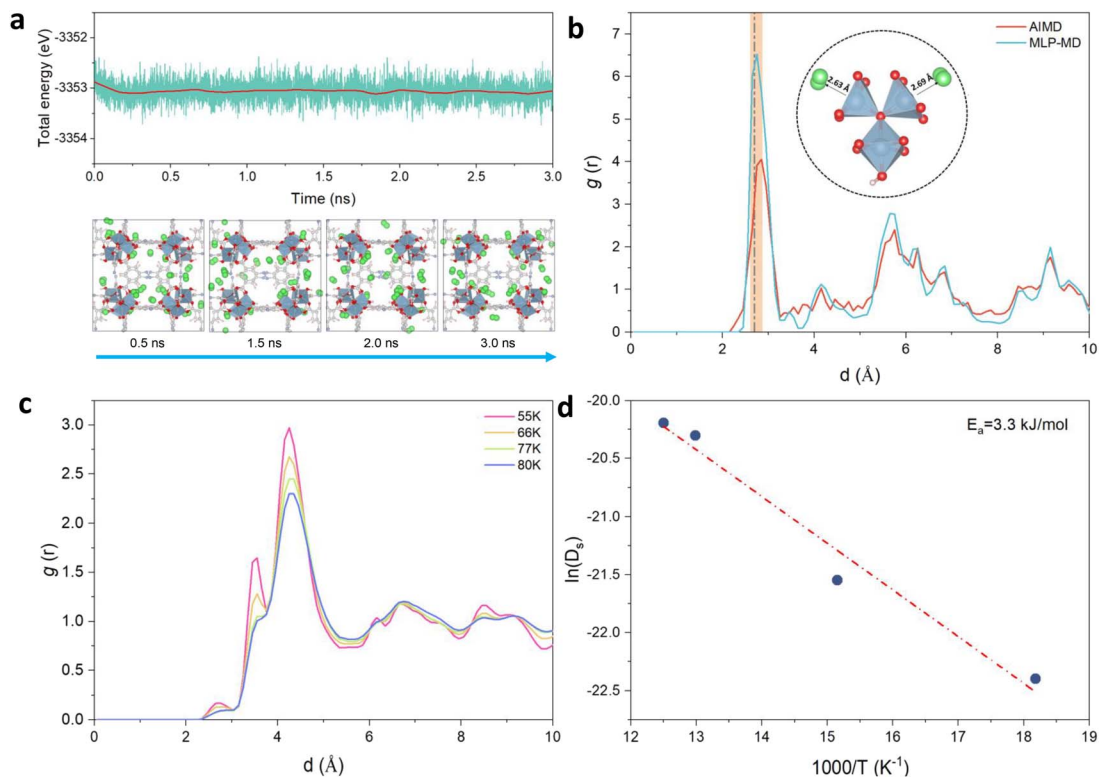 a
Total energy (eV)
-3352
-3353
-3354
0.0 0.5 1.0 1.5 2.0 2.5 3.0
Time (ns)
0.5 ns 1.5 ns 2.0 ns 3.0 ns
b
AIMD
MLP-MD
2.63 Å
2.69 Å
g (r)
7
6
5
4
3
2
1
0
0 2 4 6 8 10
d (Å)
c
55K
66K
77K
80K
g (r)
3.0
2.5
2.0
1.5
1.0
0.5
0.0
0 2 4 6 8 10
d (Å)
d
Eₐ=3.3 kJ/mol
ln(Dₛ)
-20.0
-20.5
-21.0
-21.5
-22.0
-22.5
12 13 14 15 16 17 18 19
1000/T (K⁻¹)